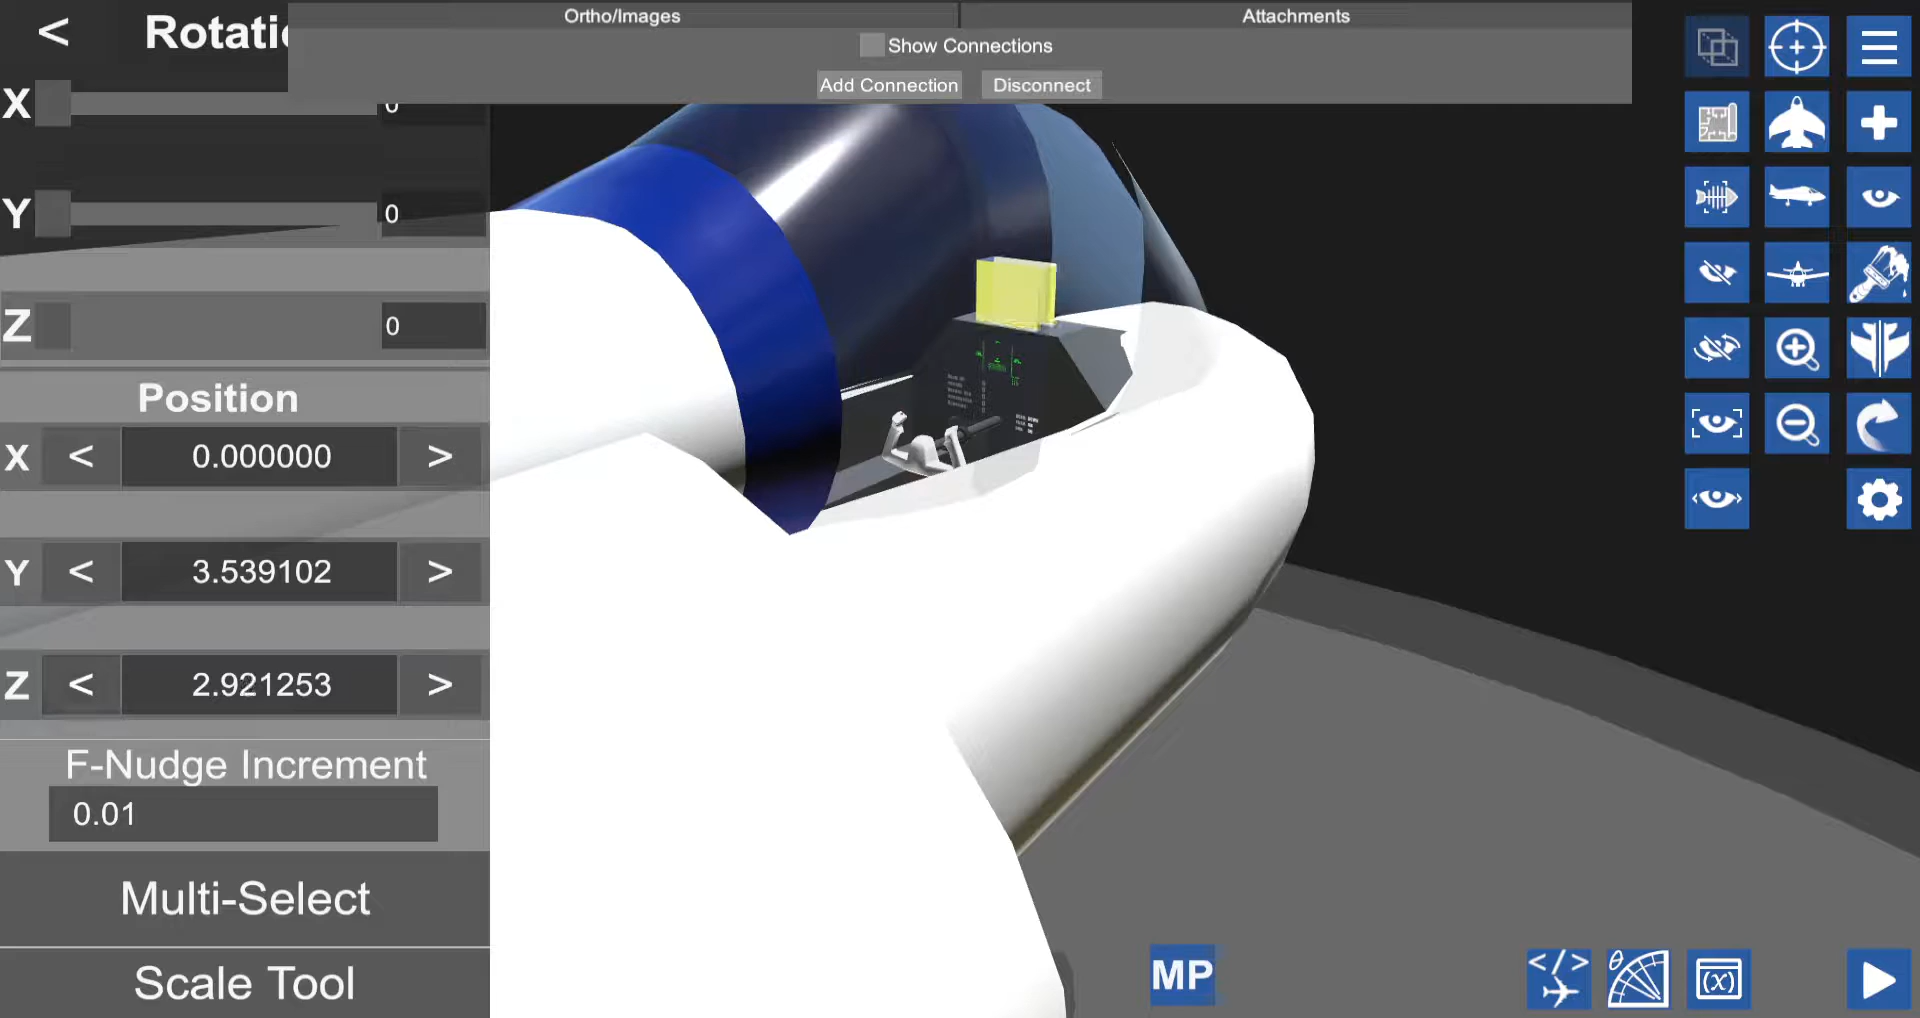 < Rotati
Ortho/Images Attachments
Show Connections
Add Connection Disconnect
X 0
Y 0
Z 0
Position
X < 0.000000 >
Y < 3.539102 >
Z < 2.921253 >
F-Nudge Increment
0.01
Multi-Select
Scale Tool
MP
</>
θ
(x)